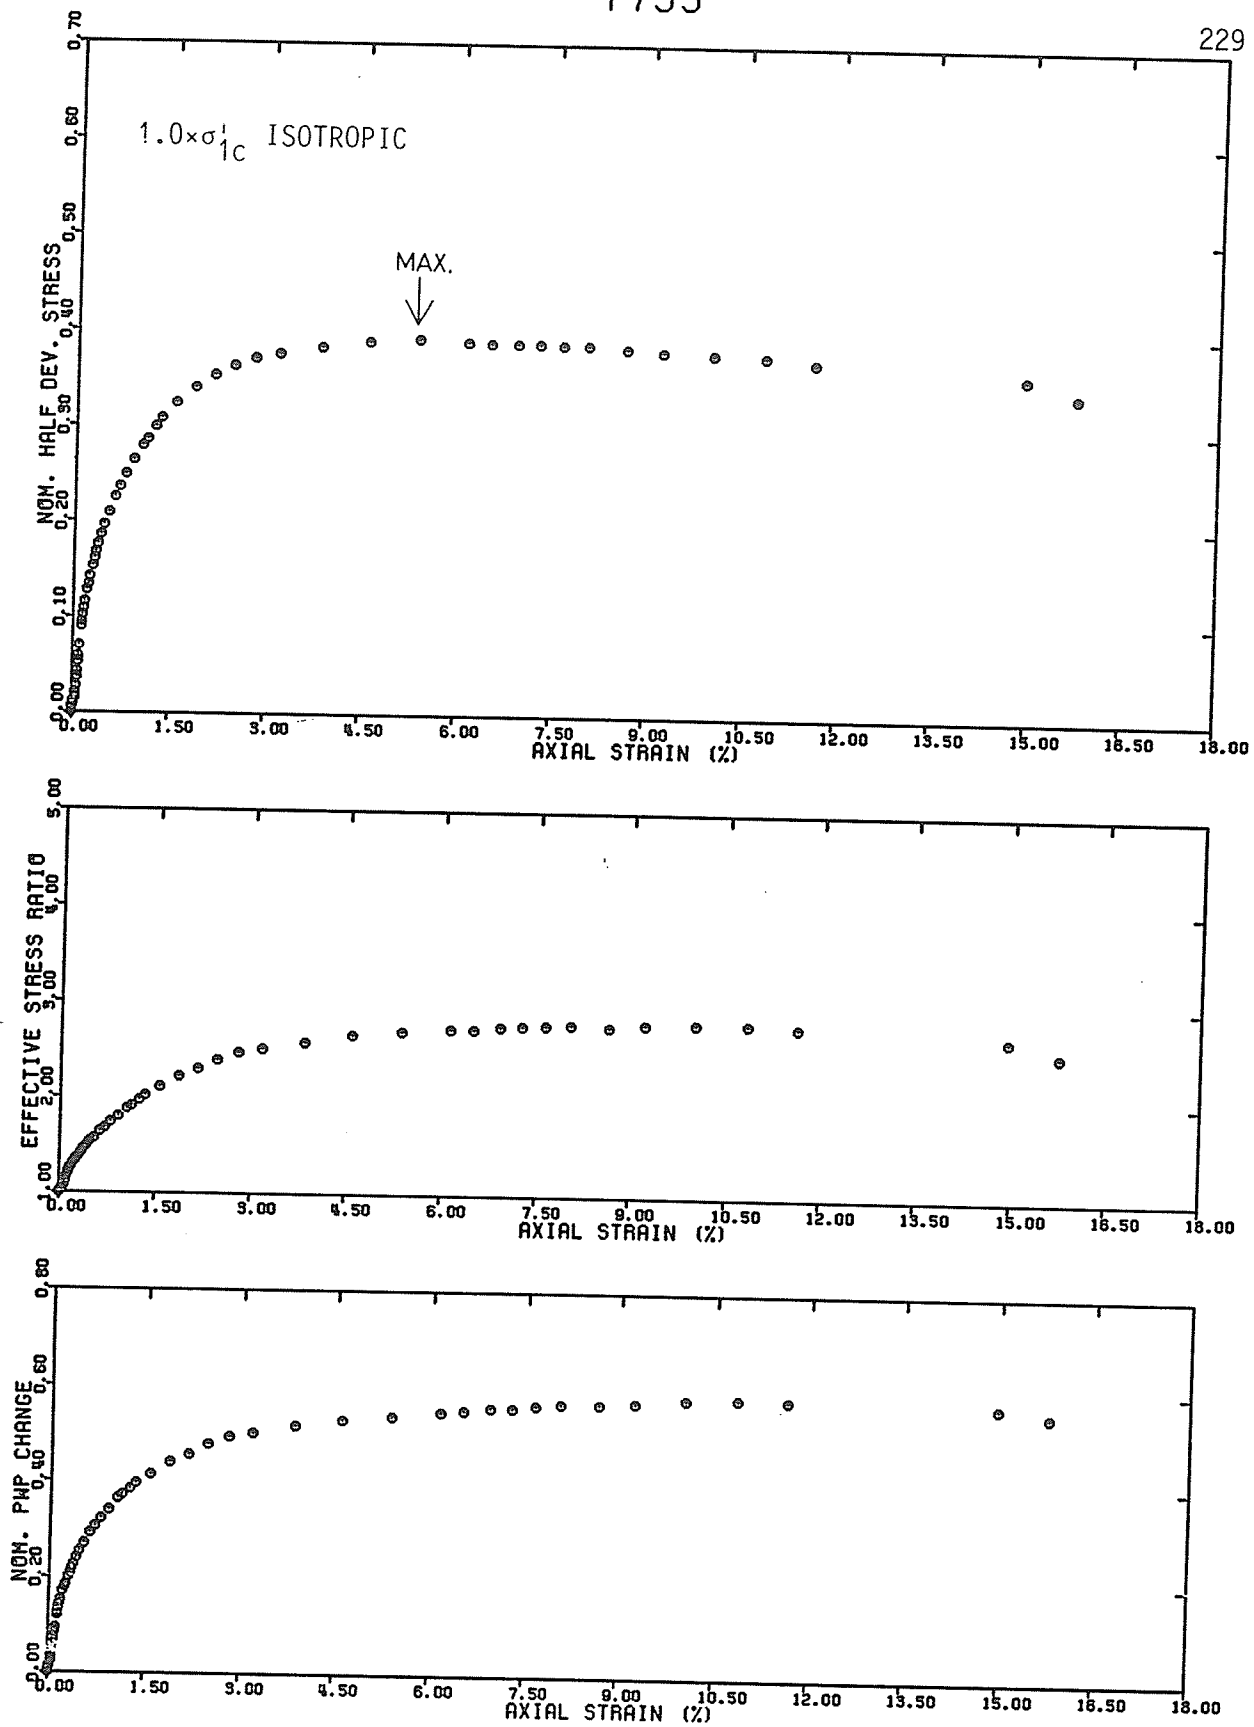 229
1.0×σ'1c ISOTROPIC
MAX.
NOM. HALF DEV. STRESS
0.00 0.10 0.20 0.30 0.40 0.50 0.60 0.70
0.00 1.50 3.00 4.50 6.00 7.50 9.00 10.50 12.00 13.50 15.00 16.50 18.00
AXIAL STRAIN (%)
EFFECTIVE STRESS RATIO
1.00 2.00 3.00 4.00 5.00
0.00 1.50 3.00 4.50 6.00 7.50 9.00 10.50 12.00 13.50 15.00 16.50 18.00
AXIAL STRAIN (%)
NOM. PWP CHANGE
0.00 0.20 0.40 0.60 0.80
0.00 1.50 3.00 4.50 6.00 7.50 9.00 10.50 12.00 13.50 15.00 16.50 18.00
AXIAL STRAIN (%)